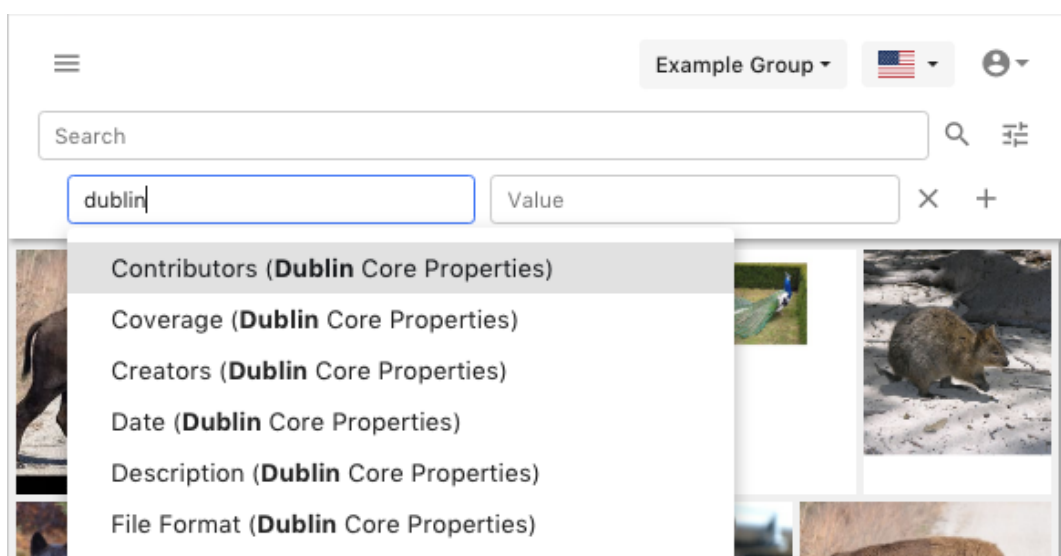 Example Group
Search
dublin Value
Contributors (Dublin Core Properties)
Coverage (Dublin Core Properties)
Creators (Dublin Core Properties)
Date (Dublin Core Properties)
Description (Dublin Core Properties)
File Format (Dublin Core Properties)